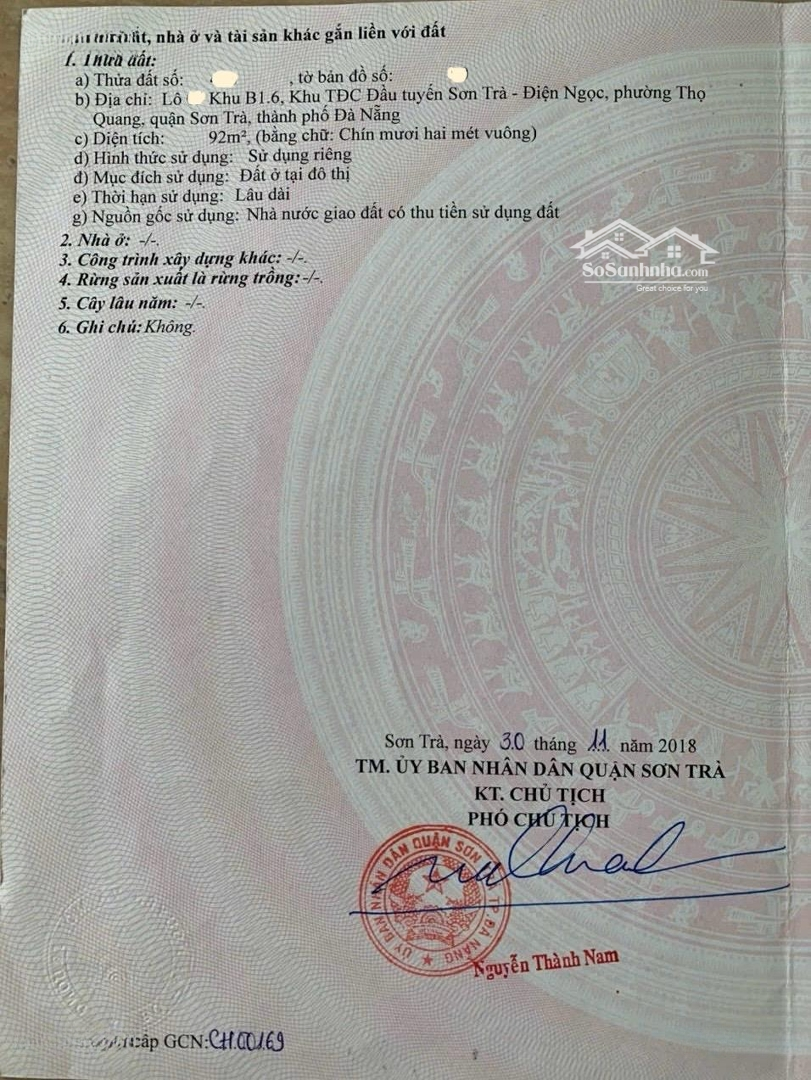 ất, nhà ở và tài sản khác gắn liền với đất
1. Thửa đất:
a) Thửa đất số: , tờ bản đồ số:
b) Địa chỉ: Lô Khu B1.6, Khu TĐC Đầu tuyến Sơn Trà - Điện Ngọc, phường Thọ
Quang, quận Sơn Trà, thành phố Đà Nẵng
c) Diện tích: 92m², (bằng chữ: Chín mươi hai mét vuông)
d) Hình thức sử dụng: Sử dụng riêng
đ) Mục đích sử dụng: Đất ở tại đô thị
e) Thời hạn sử dụng: Lâu dài
g) Nguồn gốc sử dụng: Nhà nước giao đất có thu tiền sử dụng đất
2. Nhà ở: -/-.
3. Công trình xây dựng khác: -/-.
4. Rừng sản xuất là rừng trồng: -/-.
5. Cây lâu năm: -/-.
6. Ghi chú: Không.
SoSanhnha.com
Great choice for you
Sơn Trà, ngày 30 tháng 11 năm 2018
TM. ỦY BAN NHÂN DÂN QUẬN SƠN TRÀ
KT. CHỦ TỊCH
PHÓ CHỦ TỊCH
ỦY BAN NHÂN DÂN QUẬN SƠN TP. ĐÀ NẴNG
Nguyễn Thành Nam
cấp GCN: CH.00169